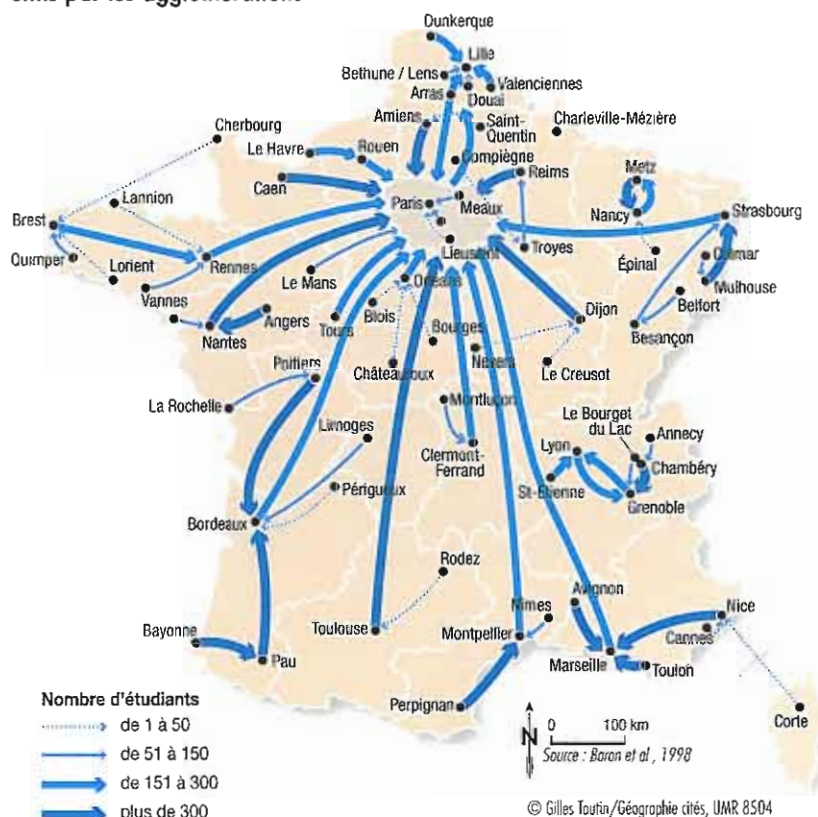 Dunkerque
Lille
Bethune / Lens
Valenciennes
Arras
Douai
Amiens
Saint-
Quentin
Charleville-Mézière
Cherbourg
Le Havre
Rouen
Compiègne
Reims
Metz
Caen
Paris
Meaux
Nancy
Strasbourg
Lannion
Brest
Lieusaint
Troyes
Épinal
Colmar
Quimper
Lorient
Rennes
Le Mans
Orléans
Mulhouse
Vannes
Belfort
Nantes
Angers
Tours
Blois
Bourges
Dijon
Besançon
Nevers
Poitiers
Châteauroux
Le Creusot
La Rochelle
Montluçon
Le Bourget
du Lac
Annecy
Limoges
Lyon
Clermont-
Ferrand
Chambéry
Périgueux
St-Etienne
Grenoble
Bordeaux
Rodez
Avignon
Nîmes
Nice
Bayonne
Toulouse
Montpellier
Cannes
Pau
Marseille
Toulon
Perpignan
Corte
Nombre d'étudiants
de 1 à 50
de 51 à 150
de 151 à 300
plus de 300
N
0 100 km
Source : Baron et al , 1998
© Gilles Toutin/Géographie cités, UMR 8504